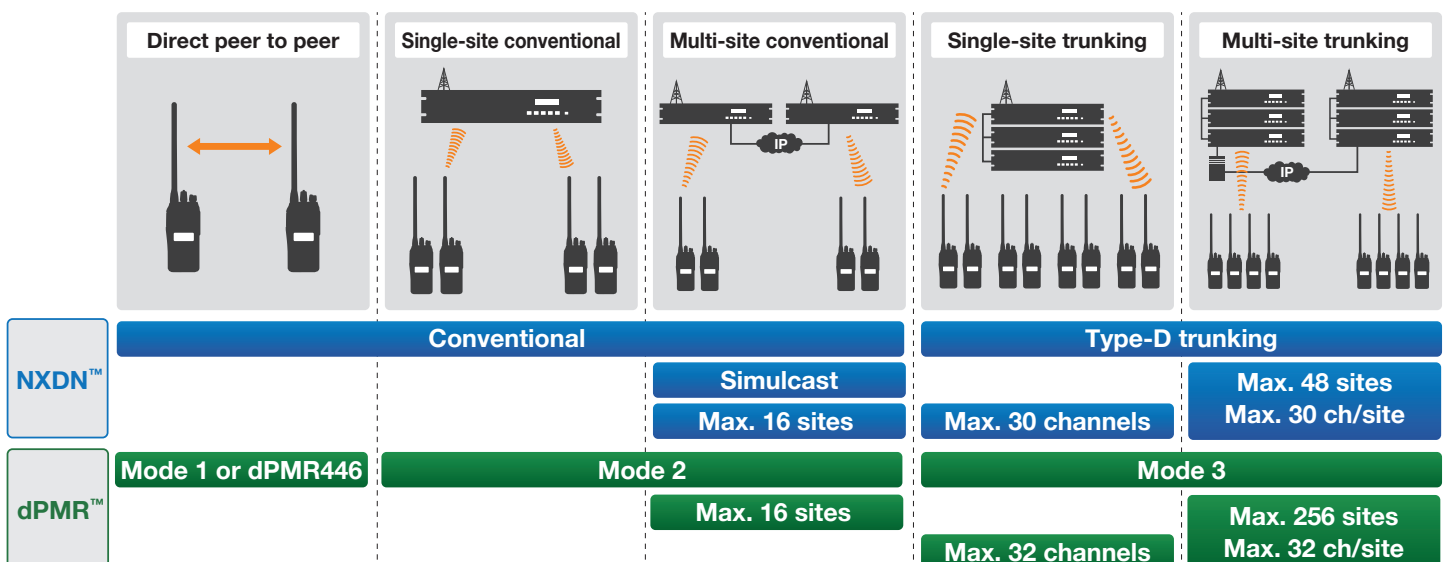 Direct peer to peer
Single-site conventional
Multi-site conventional
Single-site trunking
Multi-site trunking
IP
IP
NXDN™
Conventional
Type-D trunking
Simulcast
Max. 16 sites
Max. 30 channels
Max. 48 sites
Max. 30 ch/site
dPMR™
Mode 1 or dPMR446
Mode 2
Mode 3
Max. 16 sites
Max. 32 channels
Max. 256 sites
Max. 32 ch/site